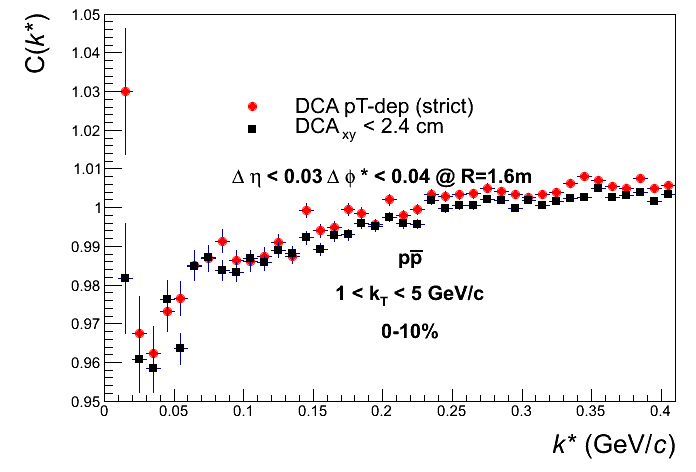 C(k*)
1.05
1.04
1.03
1.02
1.01
1
0.99
0.98
0.97
0.96
0.95
DCA pT-dep (strict)
DCA xy < 2.4 cm
Δ η < 0.03 Δ ϕ * < 0.04 @ R=1.6m
pp̅
1 < kT < 5 GeV/c
0-10%
0 0.05 0.1 0.15 0.2 0.25 0.3 0.35 0.4
k* (GeV/c)